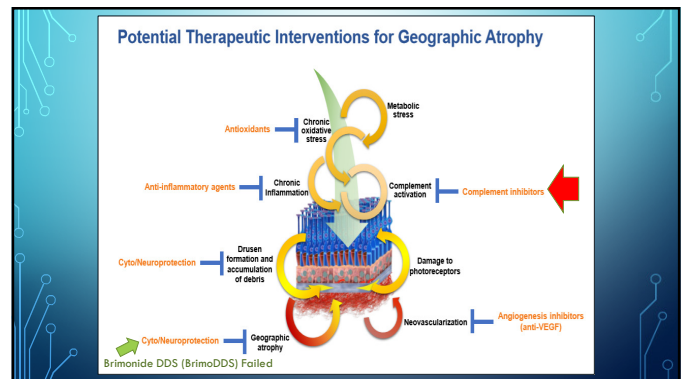 Potential Therapeutic Interventions for Geographic Atrophy
Metabolic
stress
Antioxidants
Chronic
oxidative
stress
Anti-inflammatory agents
Chronic
Inflammation
Complement
activation
Complement inhibitors
Cyto/Neuroprotection
Drusen
formation and
accumulation
of debris
Damage to
photoreceptors
Neovascularization
Angiogenesis inhibitors
(anti-VEGF)
Cyto/Neuroprotection
Geographic
atrophy
Brimonide DDS (BrimoDDS) Failed